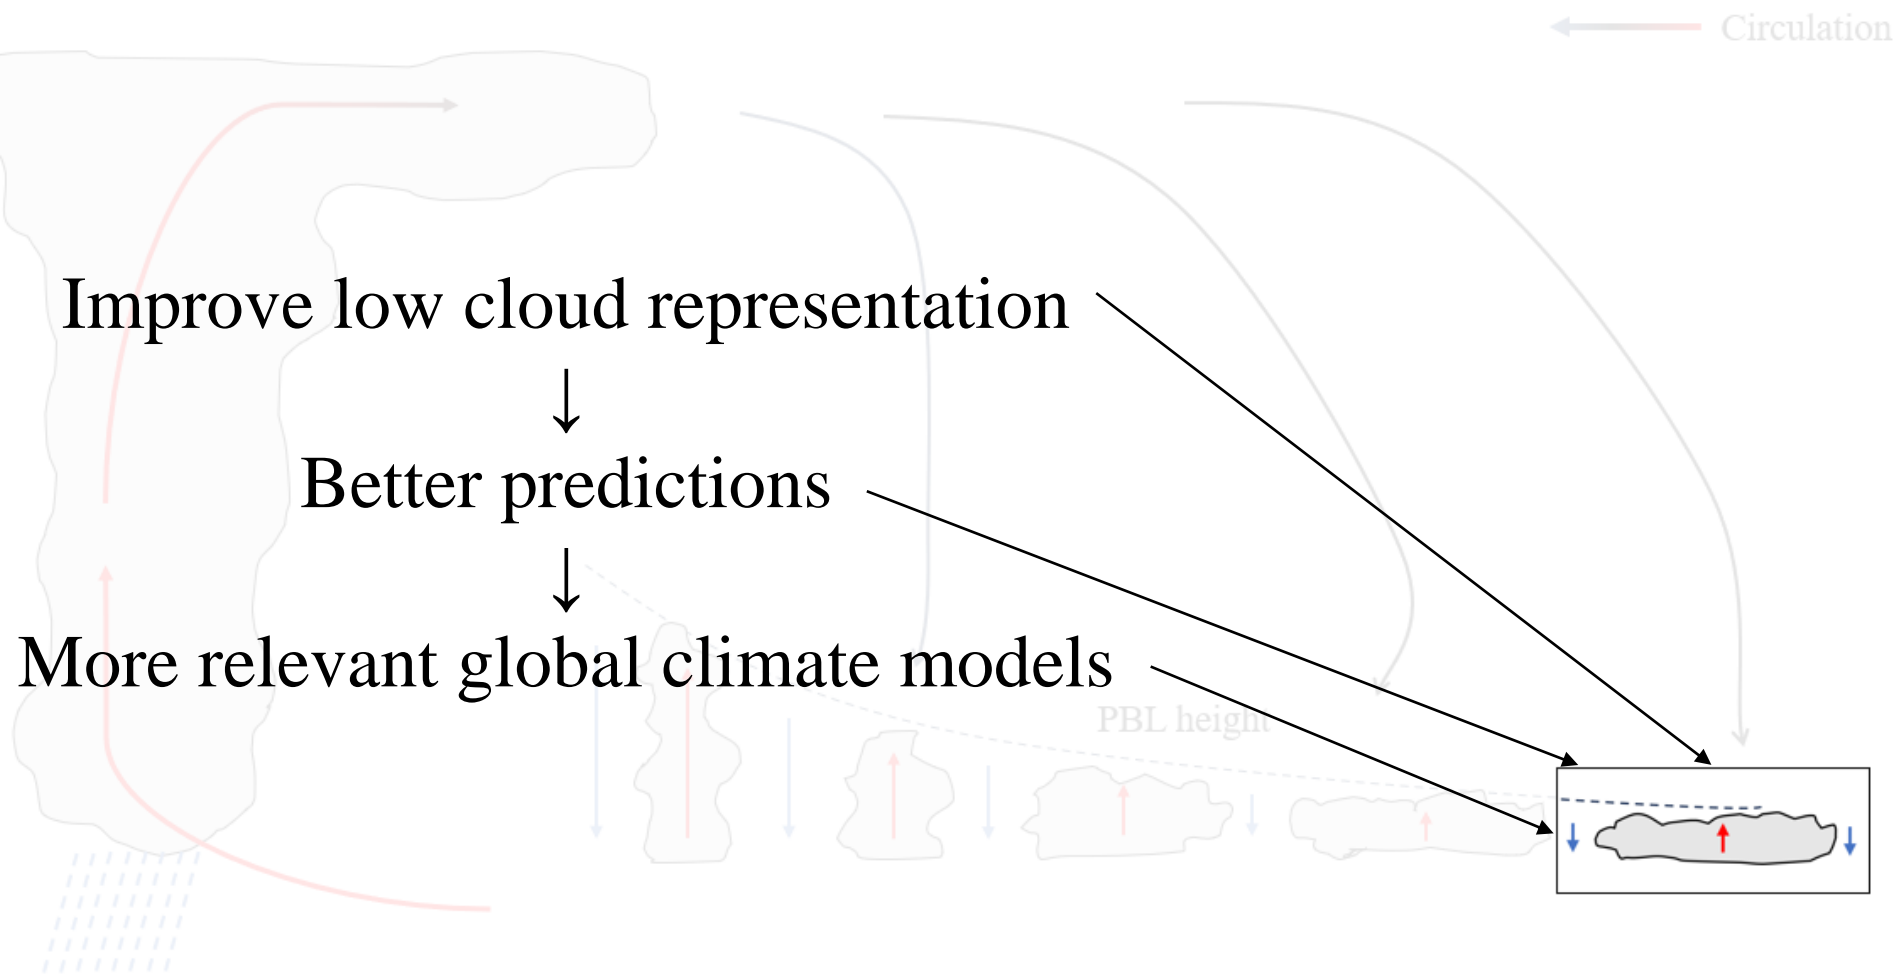 Circulation
Improve low cloud representation
↓
Better predictions
↓
More relevant global climate models
PBL height